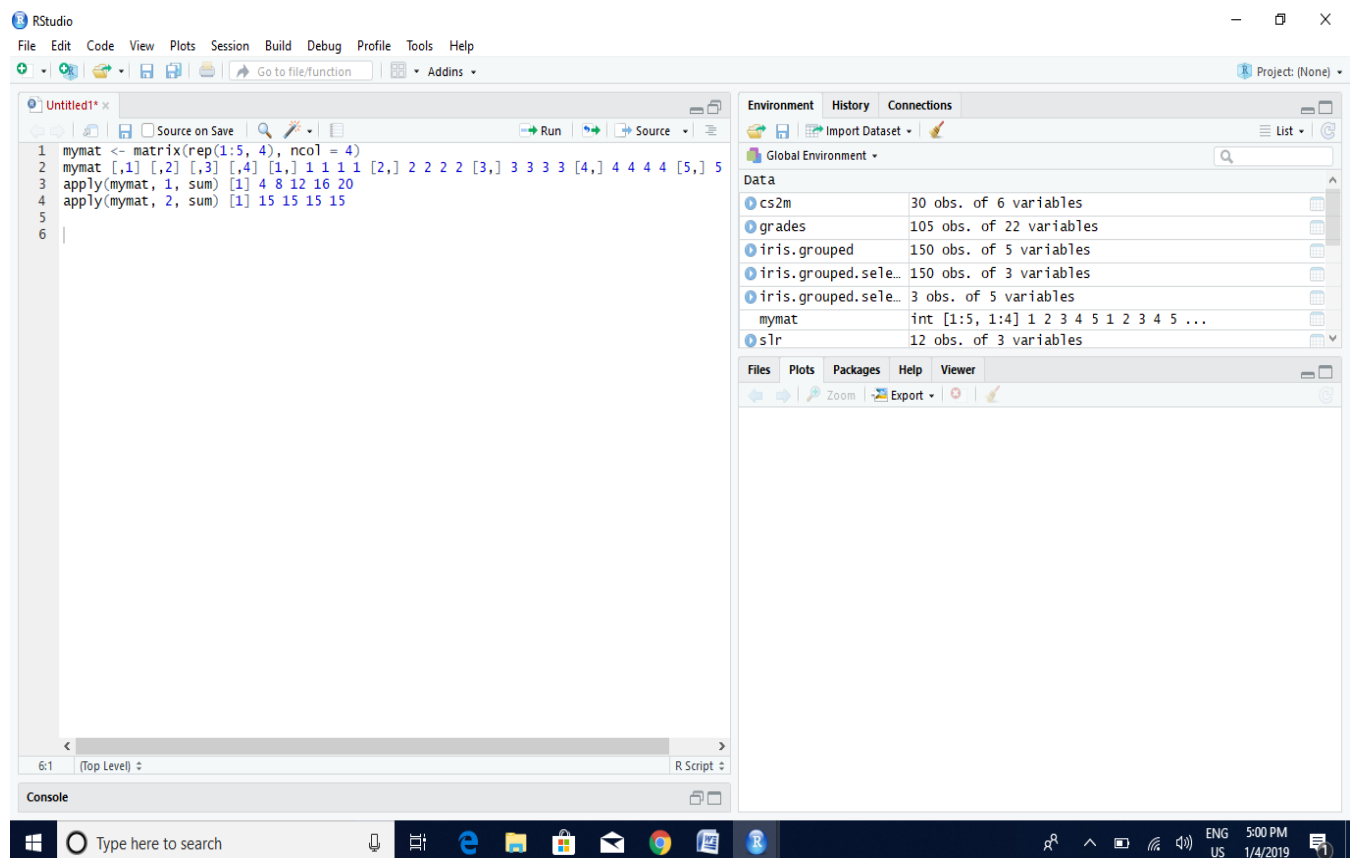 RStudio
File Edit Code View Plots Session Build Debug Profile Tools Help
Go to file/function Addins Project: (None)
Untitled1*
Source on Save Run Source
1 mymat <- matrix(rep(1:5, 4), ncol = 4)
2 mymat [,1] [,2] [,3] [,4] [1,] 1 1 1 1 [2,] 2 2 2 2 [3,] 3 3 3 3 [4,] 4 4 4 4 [5,] 5
3 apply(mymat, 1, sum) [1] 4 8 12 16 20
4 apply(mymat, 2, sum) [1] 15 15 15 15
5
6
6:1 (Top Level) R Script
Console
Environment History Connections
Import Dataset List
Global Environment
Data
cs2m 30 obs. of 6 variables
grades 105 obs. of 22 variables
iris.grouped 150 obs. of 5 variables
iris.grouped.sele… 150 obs. of 3 variables
iris.grouped.sele… 3 obs. of 5 variables
mymat int [1:5, 1:4] 1 2 3 4 5 1 2 3 4 5 ...
slr 12 obs. of 3 variables
Files Plots Packages Help Viewer
Zoom Export
Type here to search
ENG 5:00 PM
US 1/4/2019
1